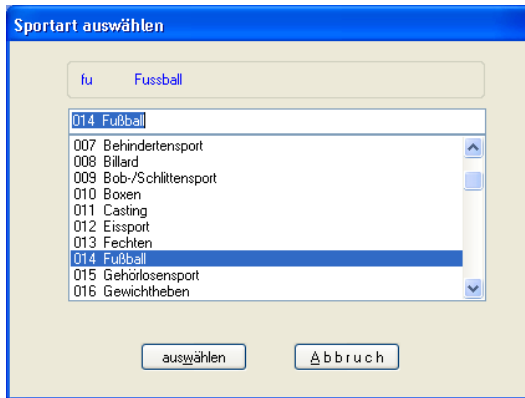 Sportart auswählen
fu Fussball
014 Fußball
007 Behindertensport
008 Billard
009 Bob-/Schlittensport
010 Boxen
011 Casting
012 Eissport
013 Fechten
014 Fußball
015 Gehörlosensport
016 Gewichtheben
auswählen Abbruch